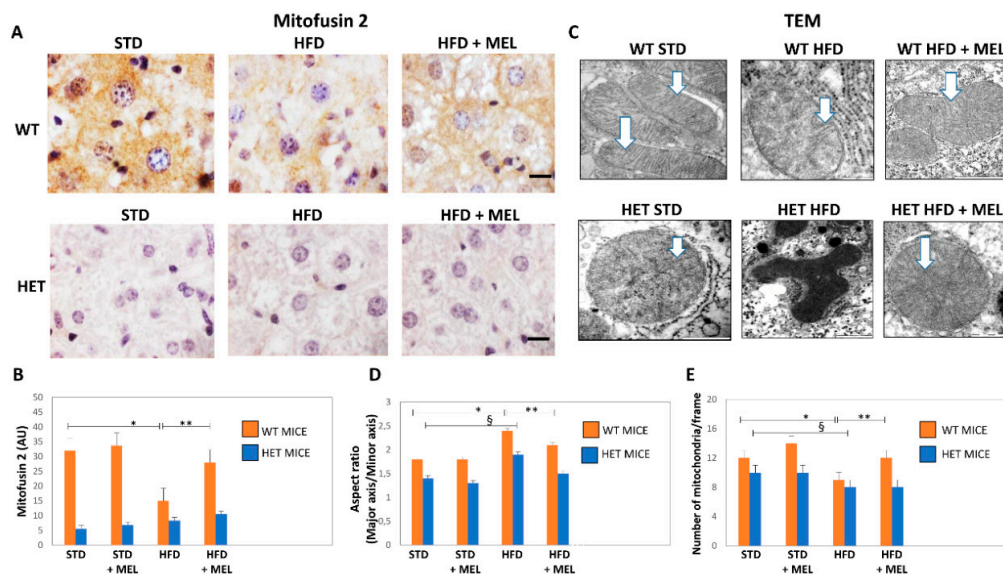 Mitofusin 2
A
STD
HFD
HFD + MEL
WT
STD
HFD
HFD + MEL
HET
TEM
C
WT STD
WT HFD
WT HFD + MEL
HET STD
HET HFD
HET HFD + MEL
B
Mitofusin 2 (AU)
50
45
40
35
30
25
20
15
10
5
0
*
**
WT MICE
HET MICE
STD
STD
+ MEL
HFD
HFD
+ MEL
D
Aspect ratio
(Major axis/Minor axis)
3
2,5
2
1,5
1
0,5
0
*
**
§
WT MICE
HET MICE
STD
STD
+ MEL
HFD
HFD
+ MEL
E
Number of mitochondria/frame
20
16
12
8
4
0
*
**
§
WT MICE
HET MICE
STD
STD
+ MEL
HFD
HFD
+ MEL